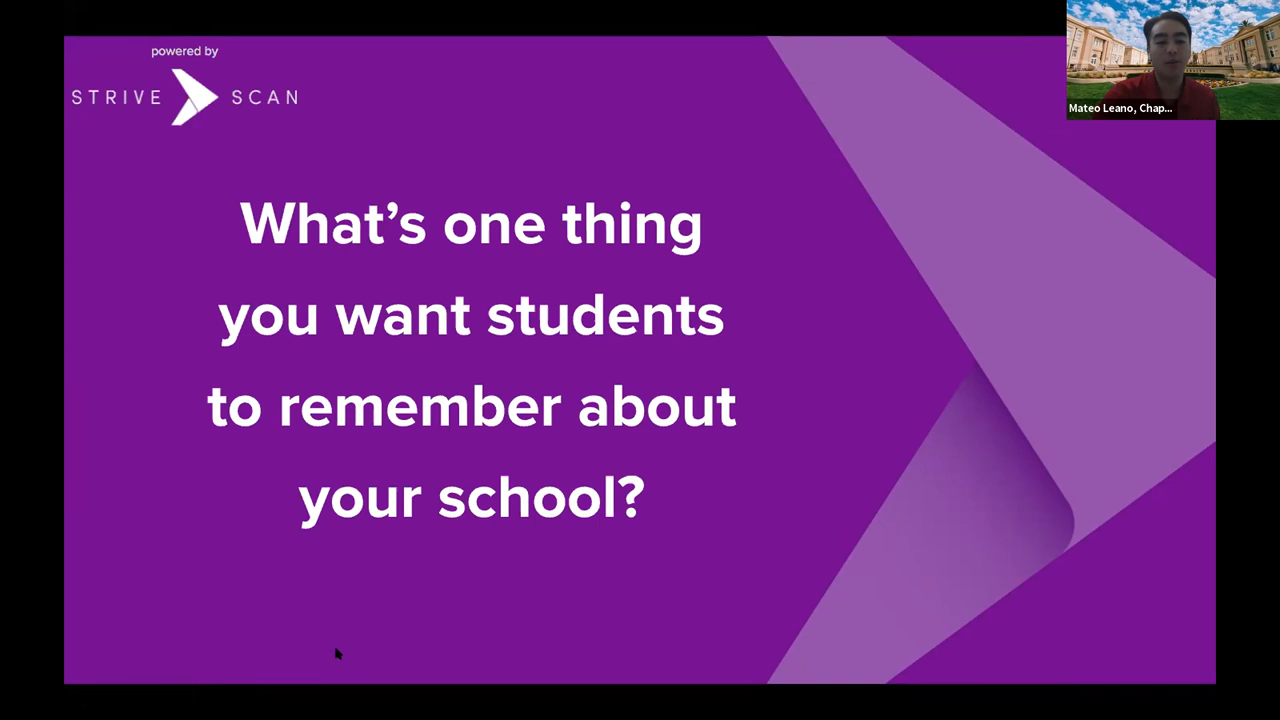 powered by
STRIVE SCAN
Mateo Leano, Chap...
What’s one thing
you want students
to remember about
your school?